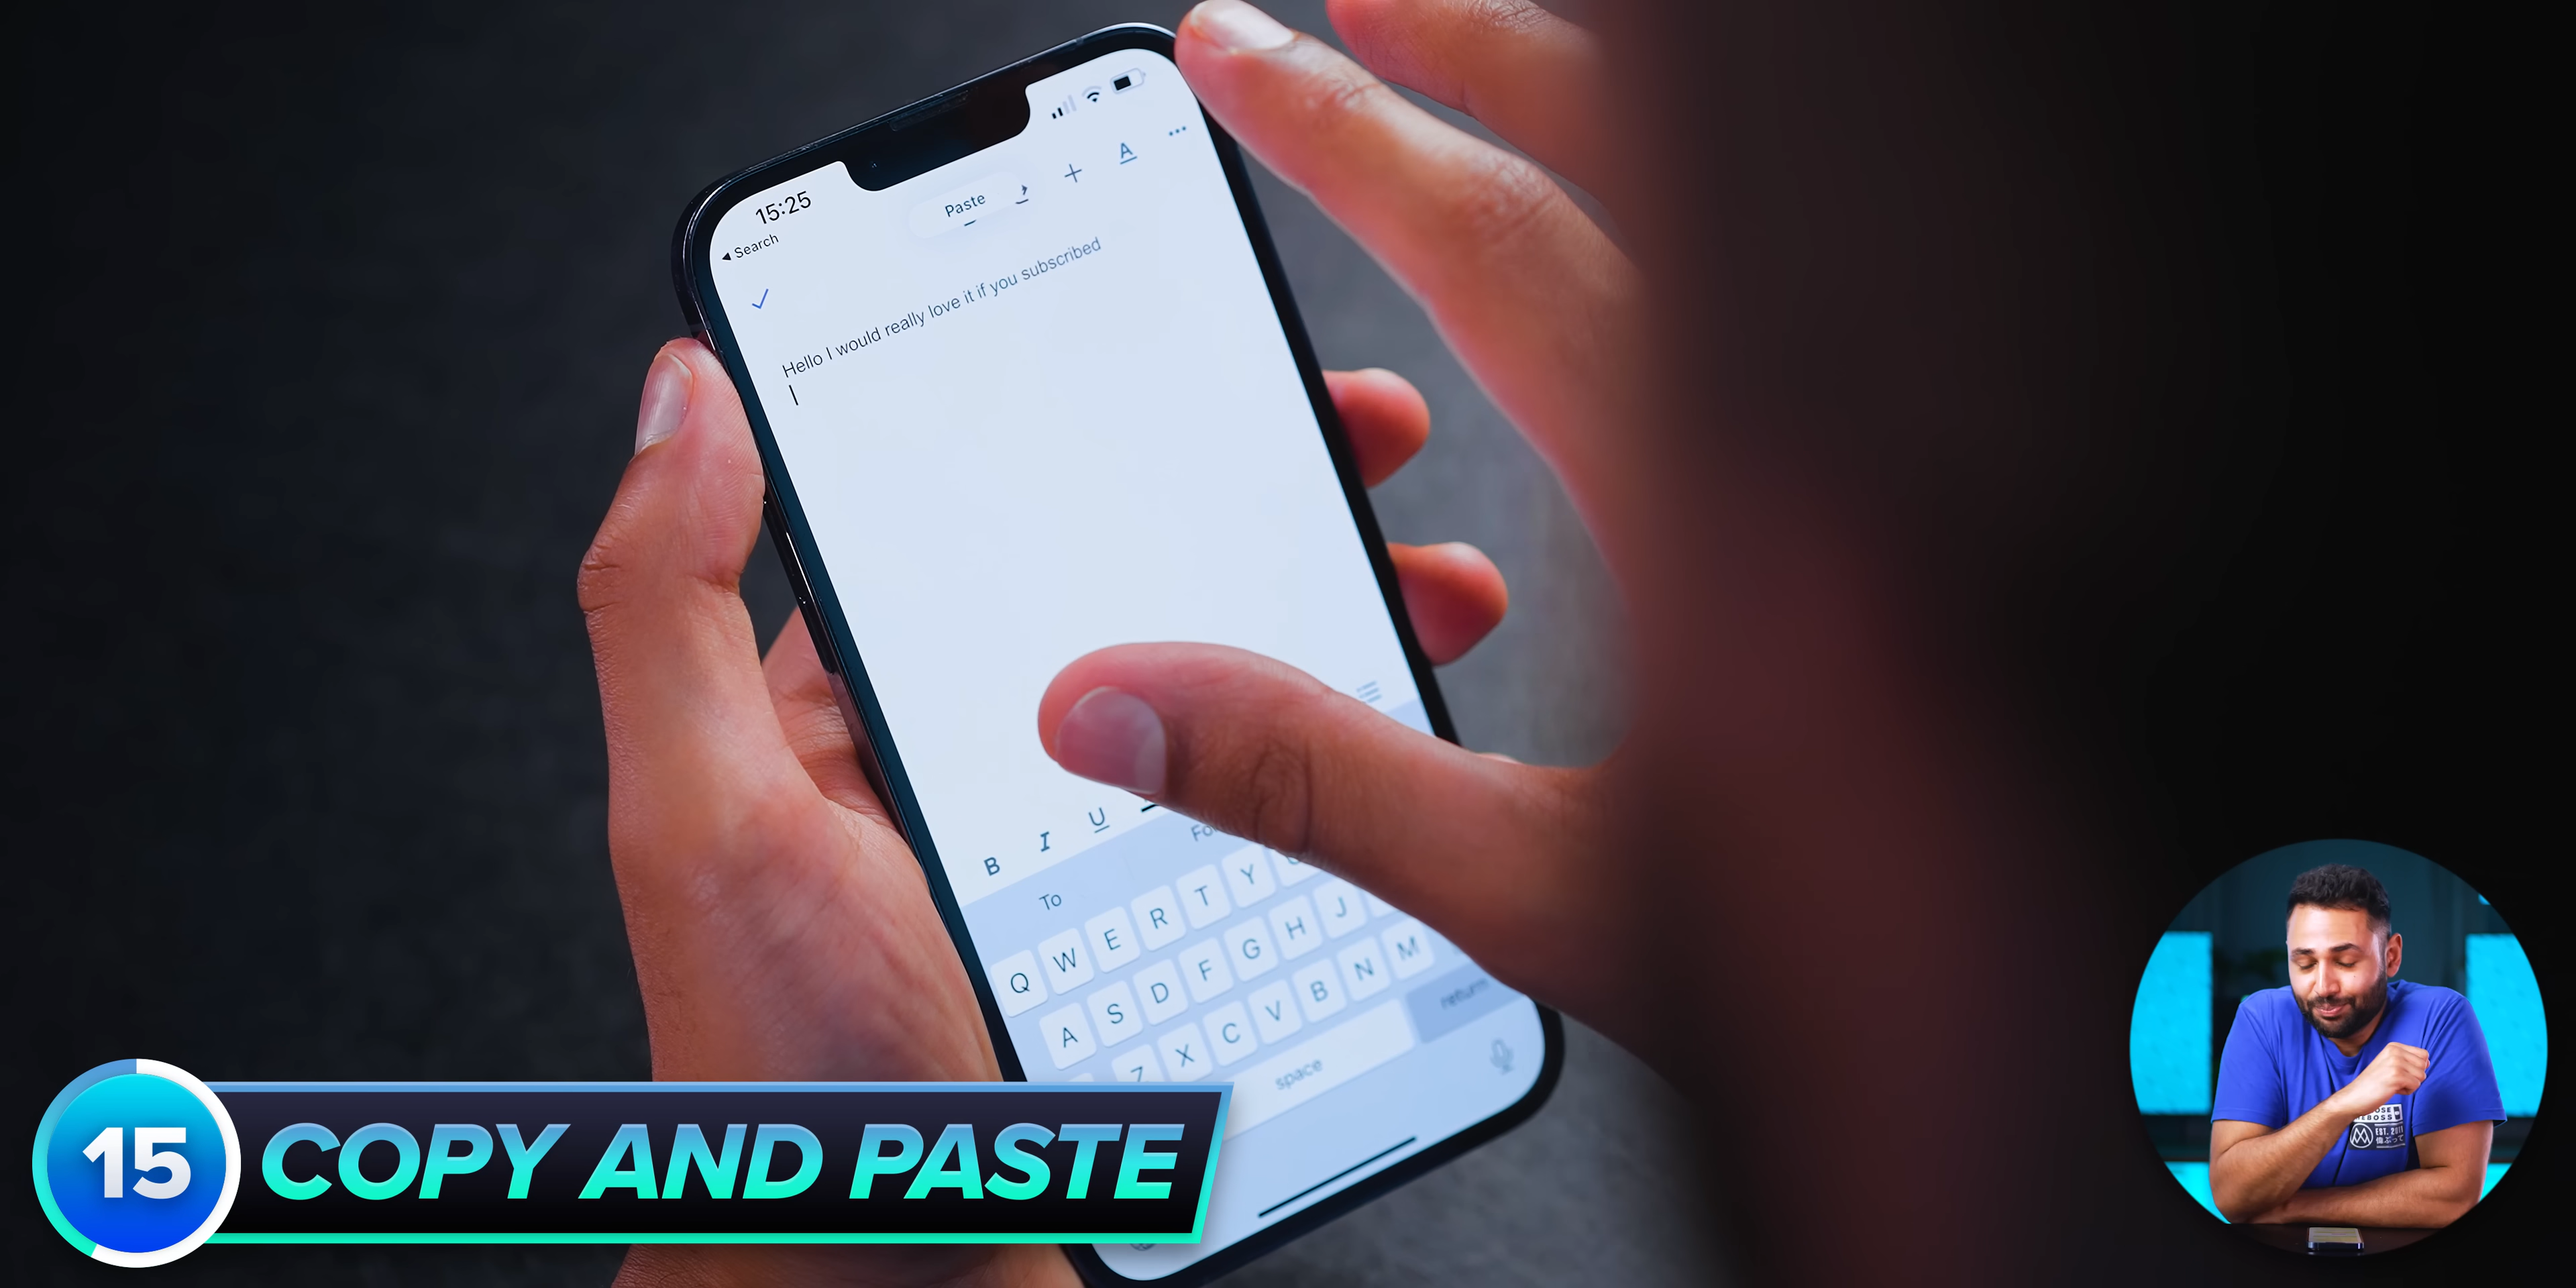 15:25
◀ Search
Paste
A
Hello I would really love it if you subscribed
B I U
To
Q W E R T Y
A S D F G H J
Z X C V B N M
space
return
15
COPY AND PASTE
EST.